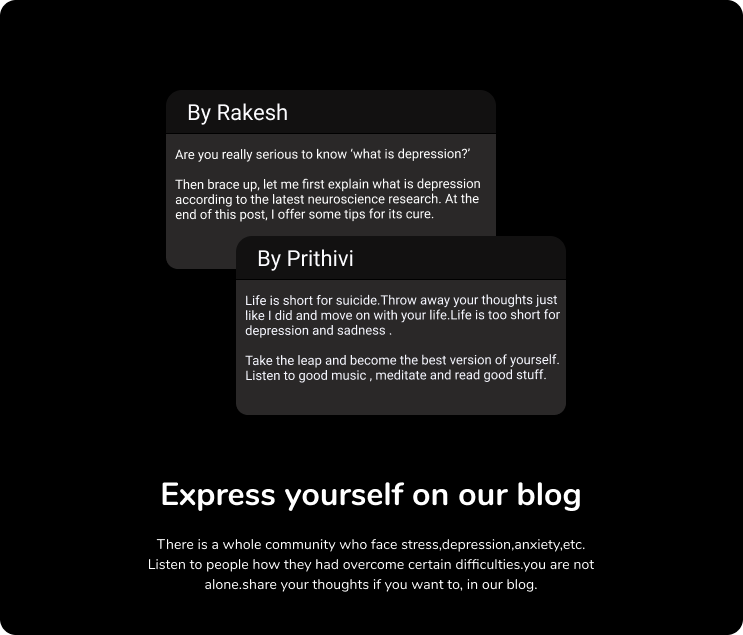 By Rakesh
Are you really serious to know ‘what is depression?’
Then brace up, let me first explain what is depression
according to the latest neuroscience research. At the
end of this post, I offer some tips for its cure.
By Prithivi
Life is short for suicide.Throw away your thoughts just
like I did and move on with your life.Life is too short for
depression and sadness .
Take the leap and become the best version of yourself.
Listen to good music , meditate and read good stuff.
Express yourself on our blog
There is a whole community who face stress,depression,anxiety,etc.
Listen to people how they had overcome certain difficulties.you are not
alone.share your thoughts if you want to, in our blog.